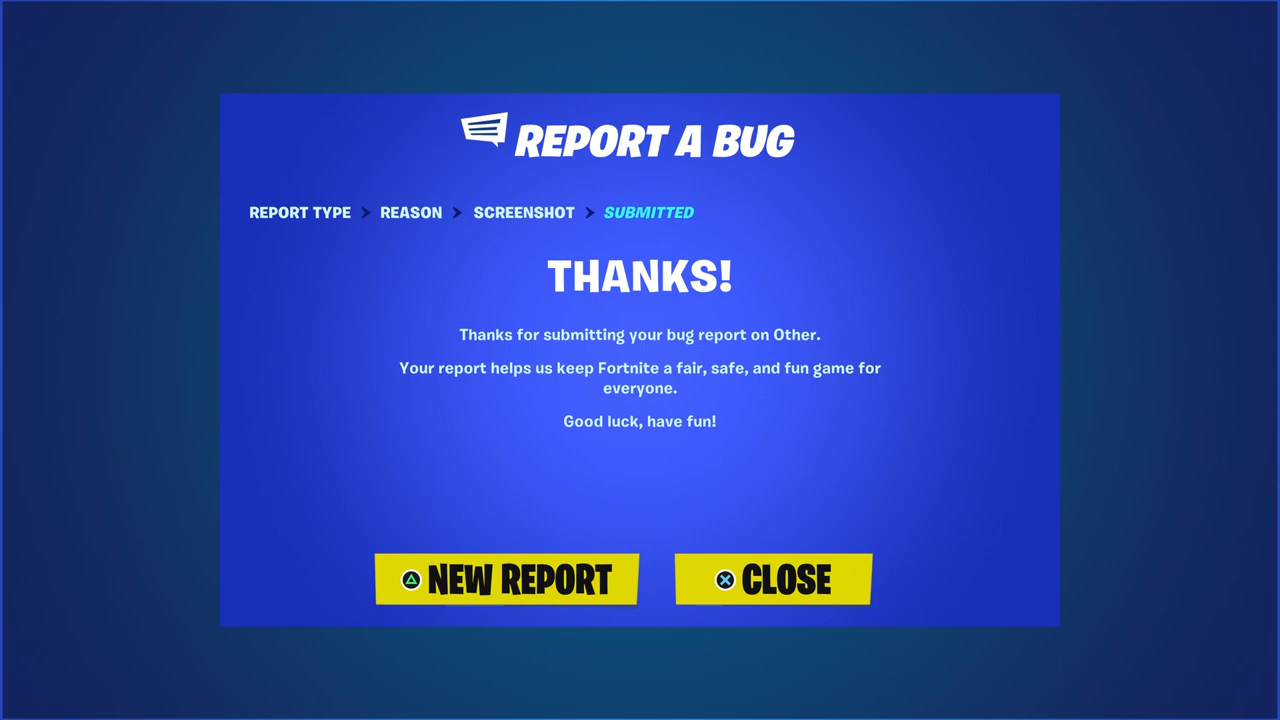 REPORT A BUG
REPORT TYPE > REASON > SCREENSHOT > SUBMITTED
THANKS!
Thanks for submitting your bug report on Other.
Your report helps us keep Fortnite a fair, safe, and fun game for
everyone.
Good luck, have fun!
NEW REPORT
CLOSE